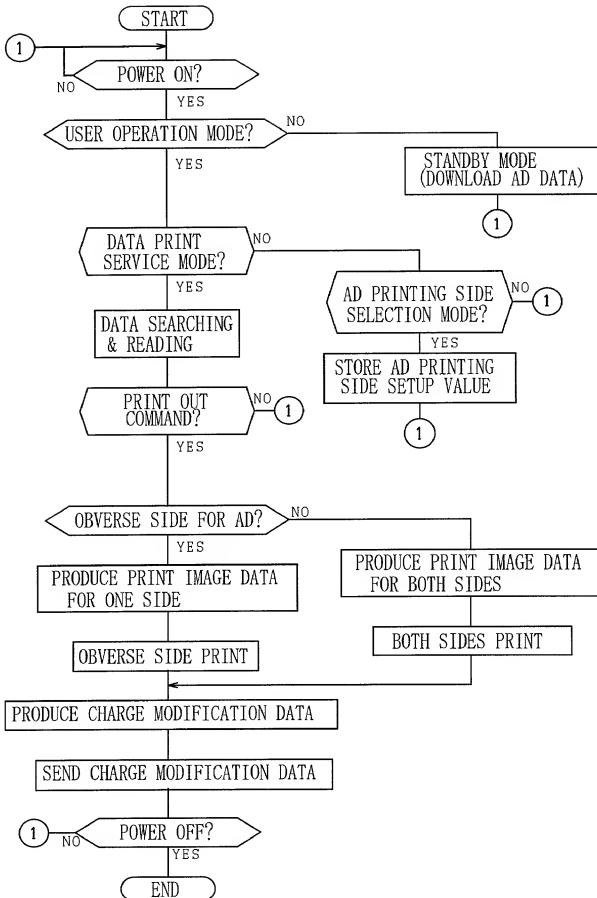 START
1
POWER ON?
NO
YES
USER OPERATION MODE?
NO
YES
STANDBY MODE
(DOWNLOAD AD DATA)
1
DATA PRINT
SERVICE MODE?
NO
YES
AD PRINTING SIDE
SELECTION MODE?
NO
1
YES
DATA SEARCHING
& READING
STORE AD PRINTING
SIDE SETUP VALUE
1
PRINT OUT
COMMAND?
NO
1
YES
OBVERSE SIDE FOR AD?
NO
YES
PRODUCE PRINT IMAGE DATA
FOR ONE SIDE
PRODUCE PRINT IMAGE DATA
FOR BOTH SIDES
OBVERSE SIDE PRINT
BOTH SIDES PRINT
PRODUCE CHARGE MODIFICATION DATA
SEND CHARGE MODIFICATION DATA
1
NO
POWER OFF?
YES
END